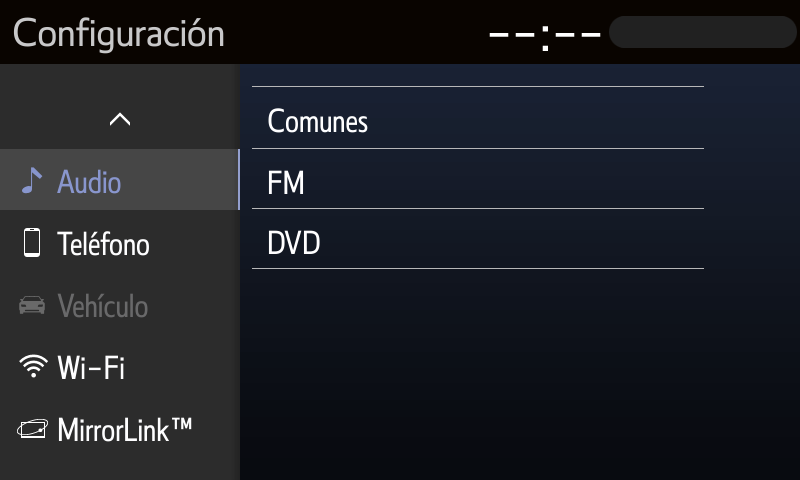 Configuración --:--
Audio
Teléfono
Vehículo
Wi-Fi
MirrorLink™
Comunes
FM
DVD